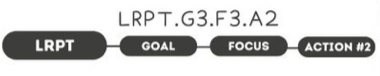 LRPT.G3.F3.A2
LRPT GOAL FOCUS ACTION #2